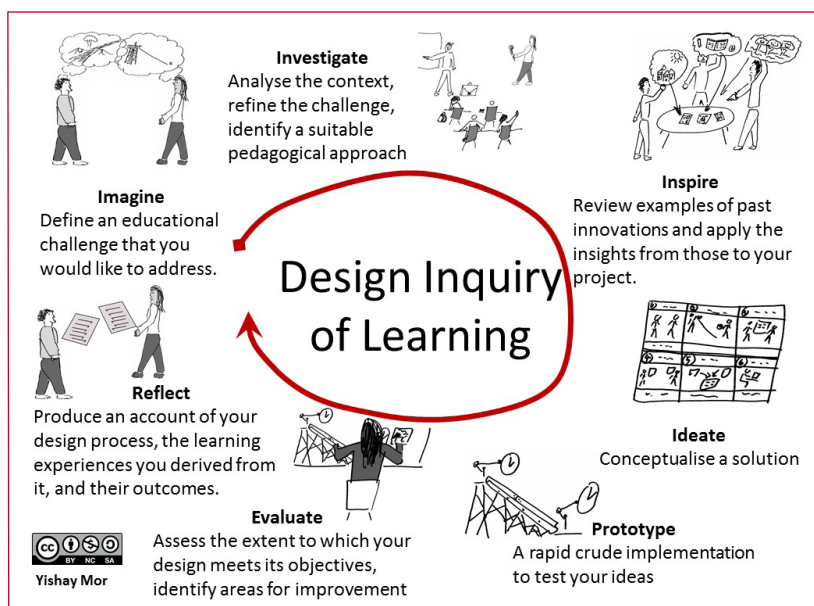 Investigate
Analyse the context,
refine the challenge,
identify a suitable
pedagogical approach
Imagine
Define an educational
challenge that you
would like to address.
Inspire
Review examples of past
innovations and apply the
insights from those to your
project.
Design Inquiry
of Learning
Reflect
Produce an account of your
design process, the learning
experiences you derived from
it, and their outcomes.
Ideate
Conceptualise a solution
Evaluate
Assess the extent to which your
design meets its objectives,
identify areas for improvement
Prototype
A rapid crude implementation
to test your ideas
cc
BY NC SA
Yishay Mor